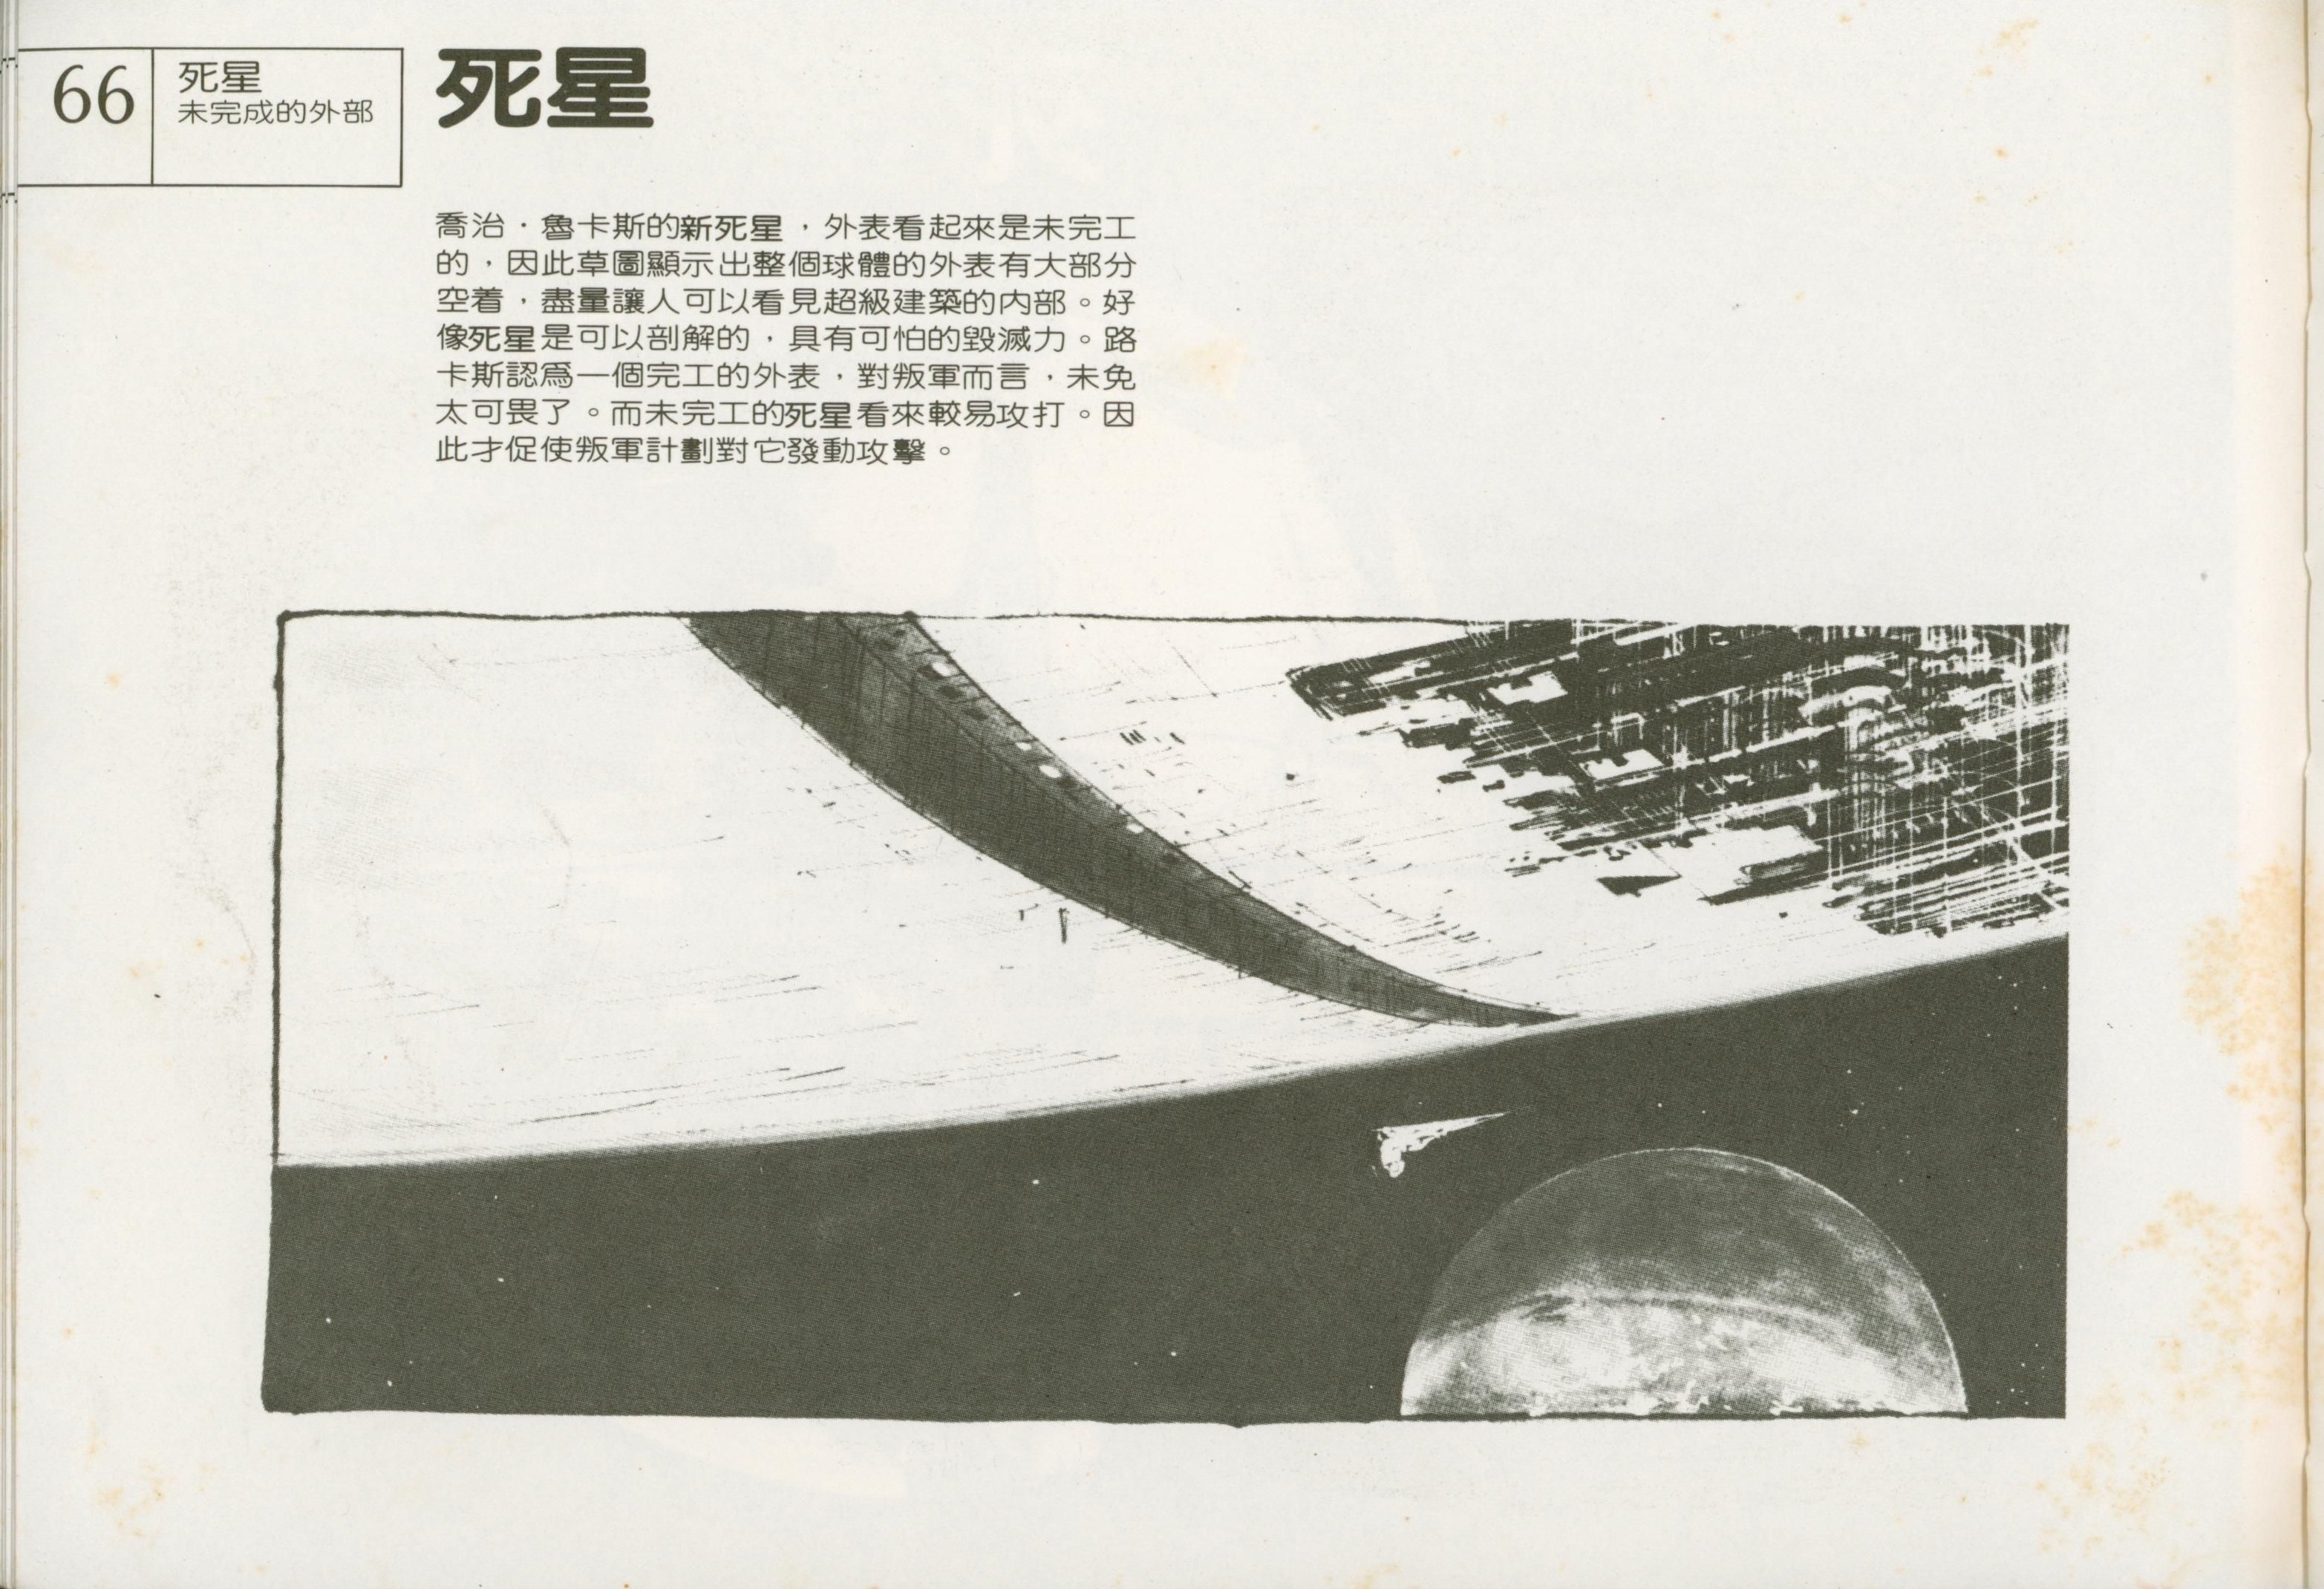 66
死星
未完成的外部
死星
喬治・魯卡斯的新死星，外表看起來是未完工
的，因此草圖顯示出整個球體的外表有大部分
空着，盡量讓人可以看見超級建築的內部。好
像死星是可以剖解的，具有可怕的毀滅力。路
卡斯認爲一個完工的外表，對叛軍而言，未免
太可畏了。而未完工的死星看來較易攻打。因
此才促使叛軍計劃對它發動攻擊。